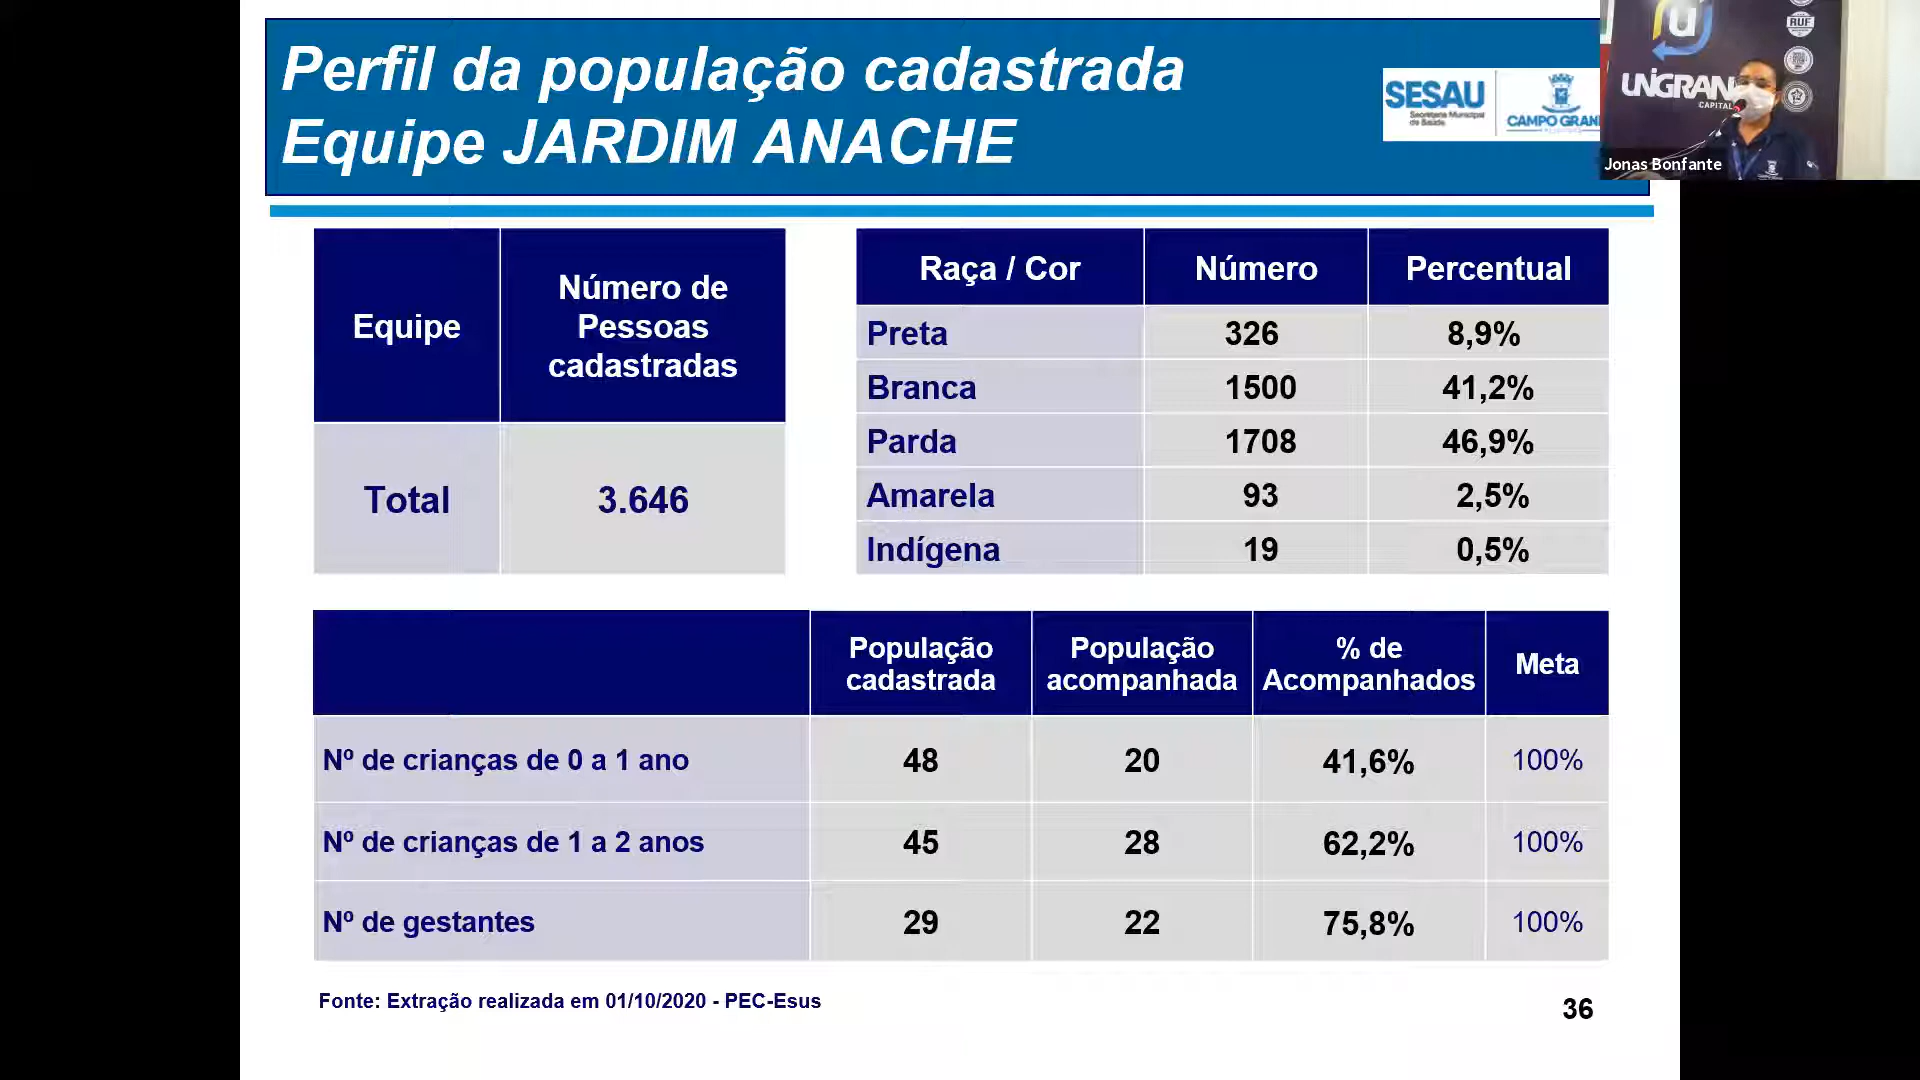 Perfil da população cadastrada
Equipe JARDIM ANACHE
SESAU
Secretaria Municipal
de Saúde
CAMPO GRAN
UNIGRAN
CAPITAL
RUF
Jonas Bonfante
Equipe
Número de
Pessoas
cadastradas
Total
3.646
Raça / Cor
Número
Percentual
Preta
326
8,9%
Branca
1500
41,2%
Parda
1708
46,9%
Amarela
93
2,5%
Indígena
19
0,5%
População
cadastrada
População
acompanhada
% de
Acompanhados
Meta
Nº de crianças de 0 a 1 ano
48
20
41,6%
100%
Nº de crianças de 1 a 2 anos
45
28
62,2%
100%
Nº de gestantes
29
22
75,8%
100%
Fonte: Extração realizada em 01/10/2020 - PEC-Esus
36